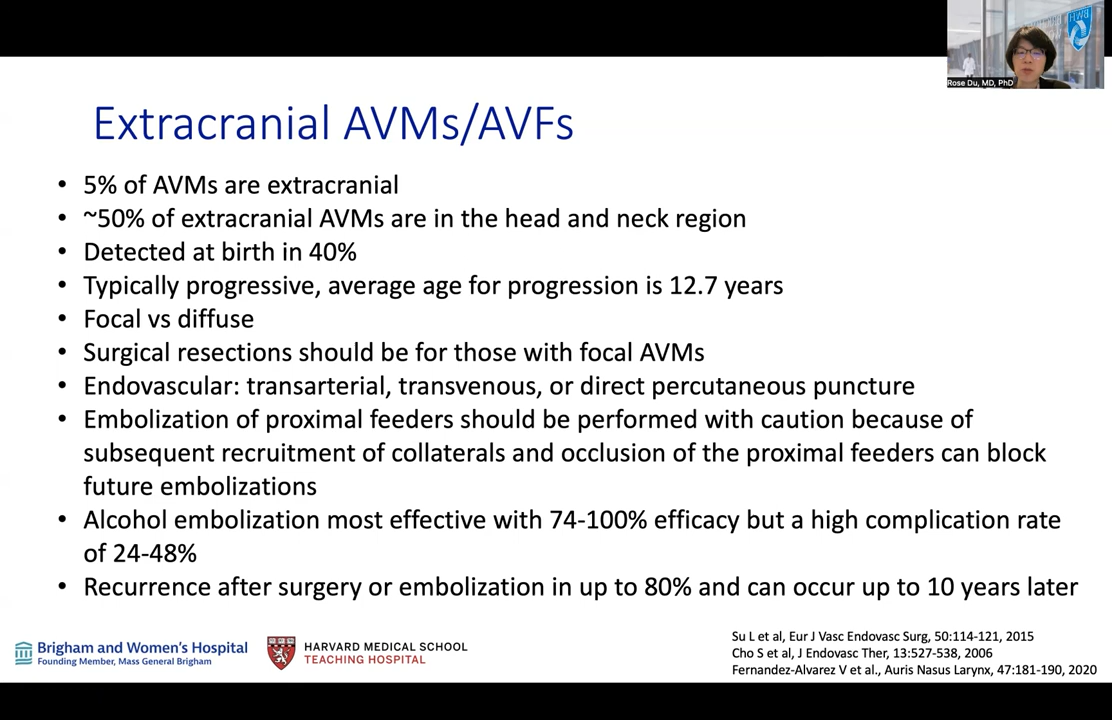 HWB
Rose Du, MD, PhD
Extracranial AVMs/AVFs
• 5% of AVMs are extracranial
• ~50% of extracranial AVMs are in the head and neck region
• Detected at birth in 40%
• Typically progressive, average age for progression is 12.7 years
• Focal vs diffuse
• Surgical resections should be for those with focal AVMs
• Endovascular: transarterial, transvenous, or direct percutaneous puncture
• Embolization of proximal feeders should be performed with caution because of
subsequent recruitment of collaterals and occlusion of the proximal feeders can block
future embolizations
• Alcohol embolization most effective with 74-100% efficacy but a high complication rate
of 24-48%
• Recurrence after surgery or embolization in up to 80% and can occur up to 10 years later
Brigham and Women's Hospital
Founding Member, Mass General Brigham
HARVARD MEDICAL SCHOOL
TEACHING HOSPITAL
Su L et al, Eur J Vasc Endovasc Surg, 50:114-121, 2015
Cho S et al, J Endovasc Ther, 13:527-538, 2006
Fernandez-Alvarez V et al., Auris Nasus Larynx, 47:181-190, 2020